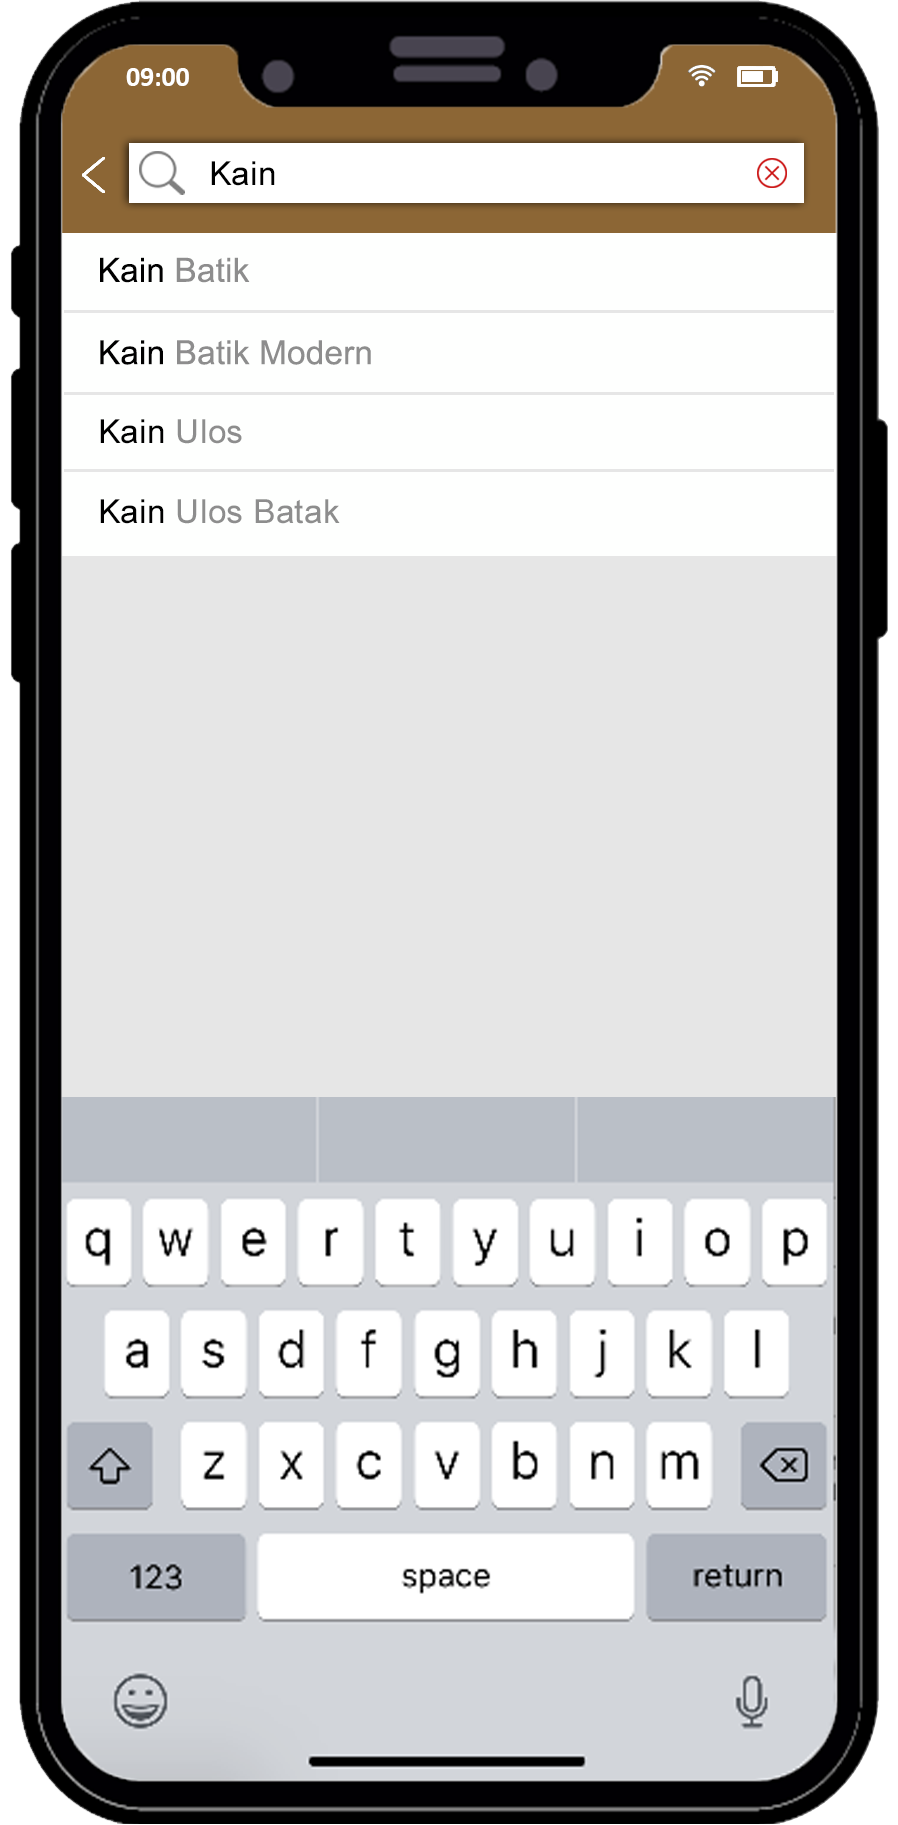 09:00
Kain
Kain Batik
Kain Batik Modern
Kain Ulos
Kain Ulos Batak
q w e r t y u i o p
a s d f g h j k l
z x c v b n m
123 space return